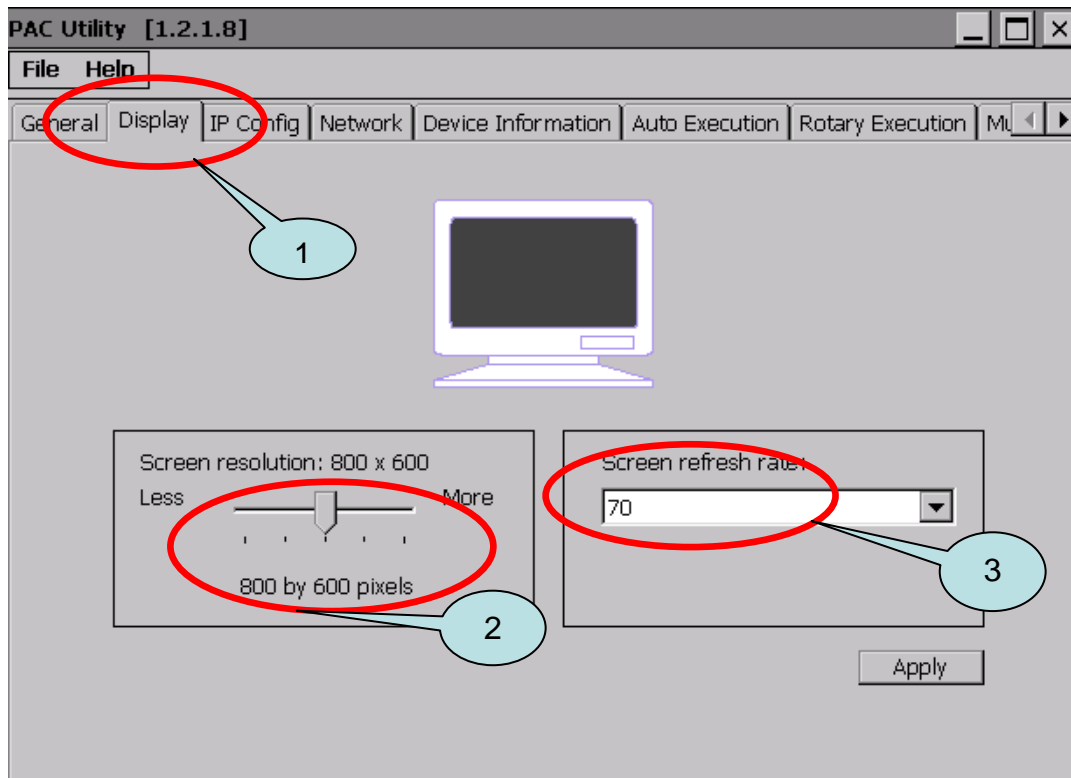 PAC Utility [1.2.1.8]
File Help
General Display IP Config Network Device Information Auto Execution Rotary Execution
1
Screen resolution: 800 x 600
Less More
800 by 600 pixels
2
Screen refresh rate:
70
3
Apply